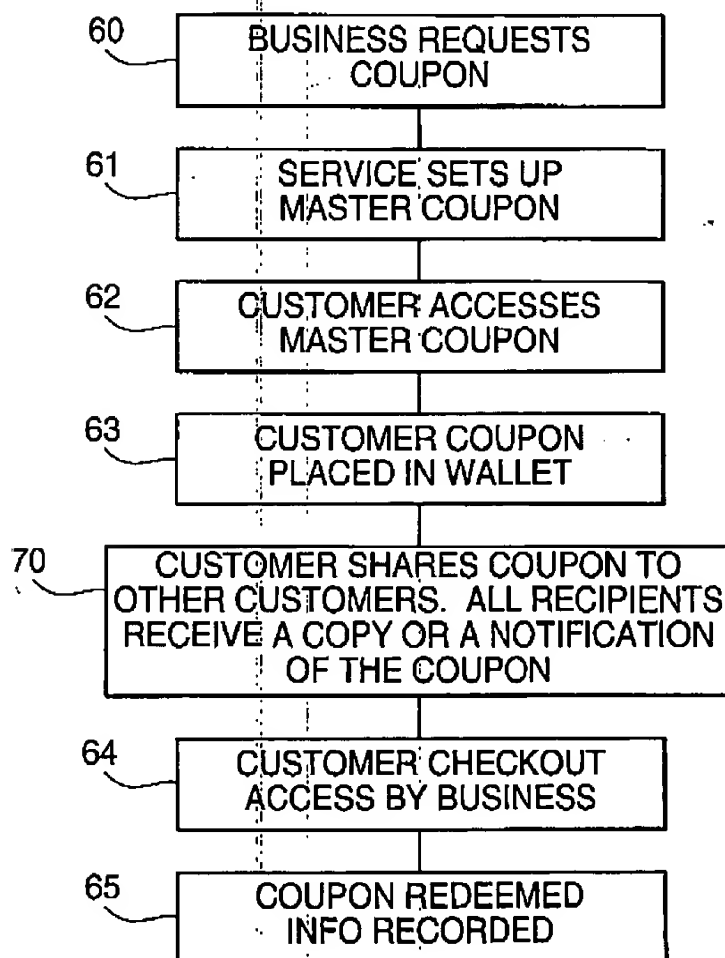 60
BUSINESS REQUESTS
COUPON
61
SERVICE SETS UP
MASTER COUPON
62
CUSTOMER ACCESSES
MASTER COUPON
63
CUSTOMER COUPON
PLACED IN WALLET
70
CUSTOMER SHARES COUPON TO
OTHER CUSTOMERS. ALL RECIPIENTS
RECEIVE A COPY OR A NOTIFICATION
OF THE COUPON
64
CUSTOMER CHECKOUT
ACCESS BY BUSINESS
65
COUPON REDEEMED
INFO RECORDED